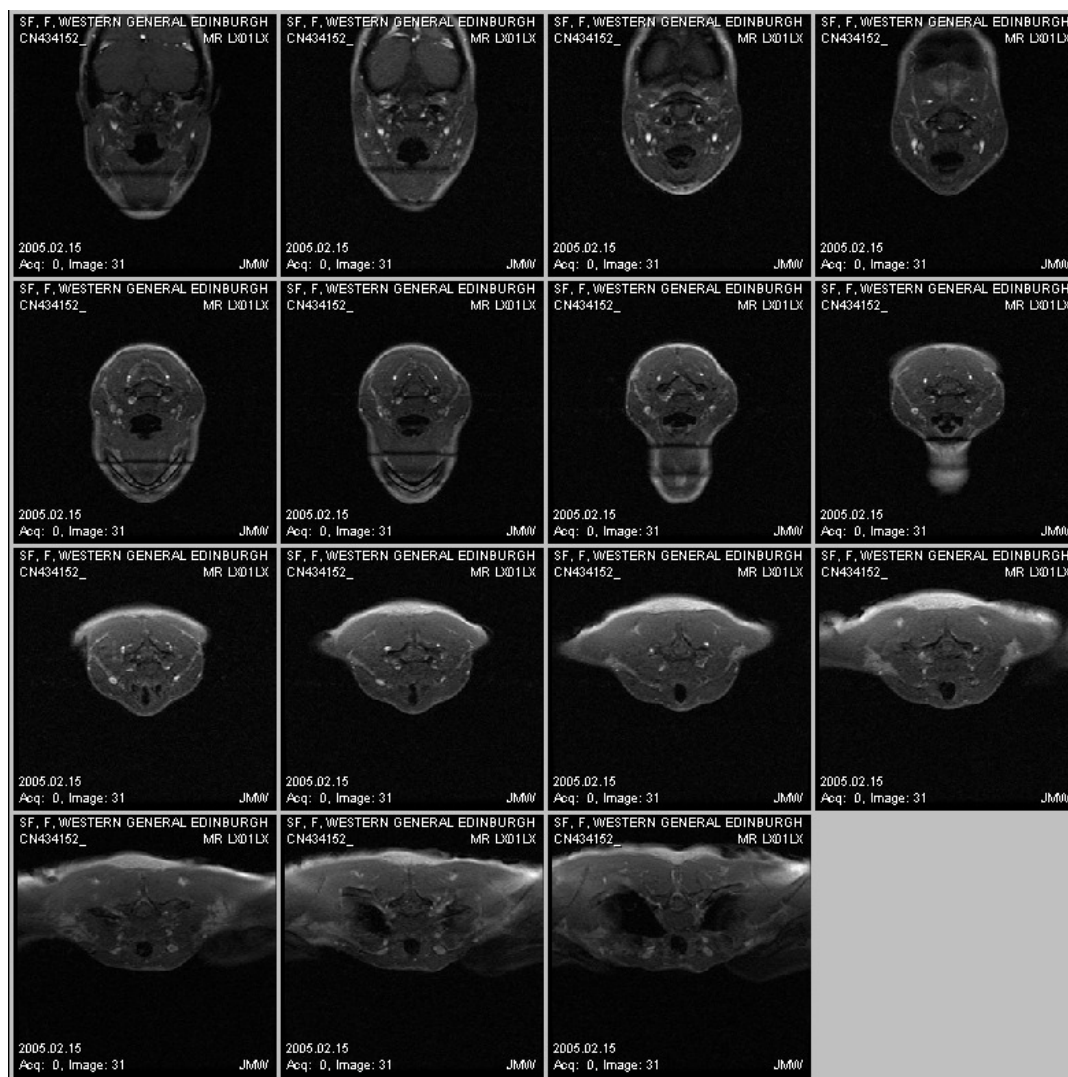 SF, F, WESTERN GENERAL EDINBURGH
CN434152_ MR LX01LX
2005.02.15
Acq: 0, Image: 31 JMW
SF, F, WESTERN GENERAL EDINBURGH
CN434152_ MR LX01LX
2005.02.15
Acq: 0, Image: 31 JMW
SF, F, WESTERN GENERAL EDINBURGH
CN434152_ MR LX01LX
2005.02.15
Acq: 0, Image: 31 JMW
SF, F, WESTERN GENERAL EDINBURGH
CN434152_ MR LX01LX
2005.02.15
Acq: 0, Image: 31 JMW
SF, F, WESTERN GENERAL EDINBURGH
CN434152_ MR LX01LX
2005.02.15
Acq: 0, Image: 31 JMW
SF, F, WESTERN GENERAL EDINBURGH
CN434152_ MR LX01LX
2005.02.15
Acq: 0, Image: 31 JMW
SF, F, WESTERN GENERAL EDINBURGH
CN434152_ MR LX01LX
2005.02.15
Acq: 0, Image: 31 JMW
SF, F, WESTERN GENERAL EDINBURGH
CN434152_ MR LX01LX
2005.02.15
Acq: 0, Image: 31 JMW
SF, F, WESTERN GENERAL EDINBURGH
CN434152_ MR LX01LX
2005.02.15
Acq: 0, Image: 31 JMW
SF, F, WESTERN GENERAL EDINBURGH
CN434152_ MR LX01LX
2005.02.15
Acq: 0, Image: 31 JMW
SF, F, WESTERN GENERAL EDINBURGH
CN434152_ MR LX01LX
2005.02.15
Acq: 0, Image: 31 JMW
SF, F, WESTERN GENERAL EDINBURGH
CN434152_ MR LX01LX
2005.02.15
Acq: 0, Image: 31 JMW
SF, F, WESTERN GENERAL EDINBURGH
CN434152_ MR LX01LX
2005.02.15
Acq: 0, Image: 31 JMW
SF, F, WESTERN GENERAL EDINBURGH
CN434152_ MR LX01LX
2005.02.15
Acq: 0, Image: 31 JMW
SF, F, WESTERN GENERAL EDINBURGH
CN434152_ MR LX01LX
2005.02.15
Acq: 0, Image: 31 JMW